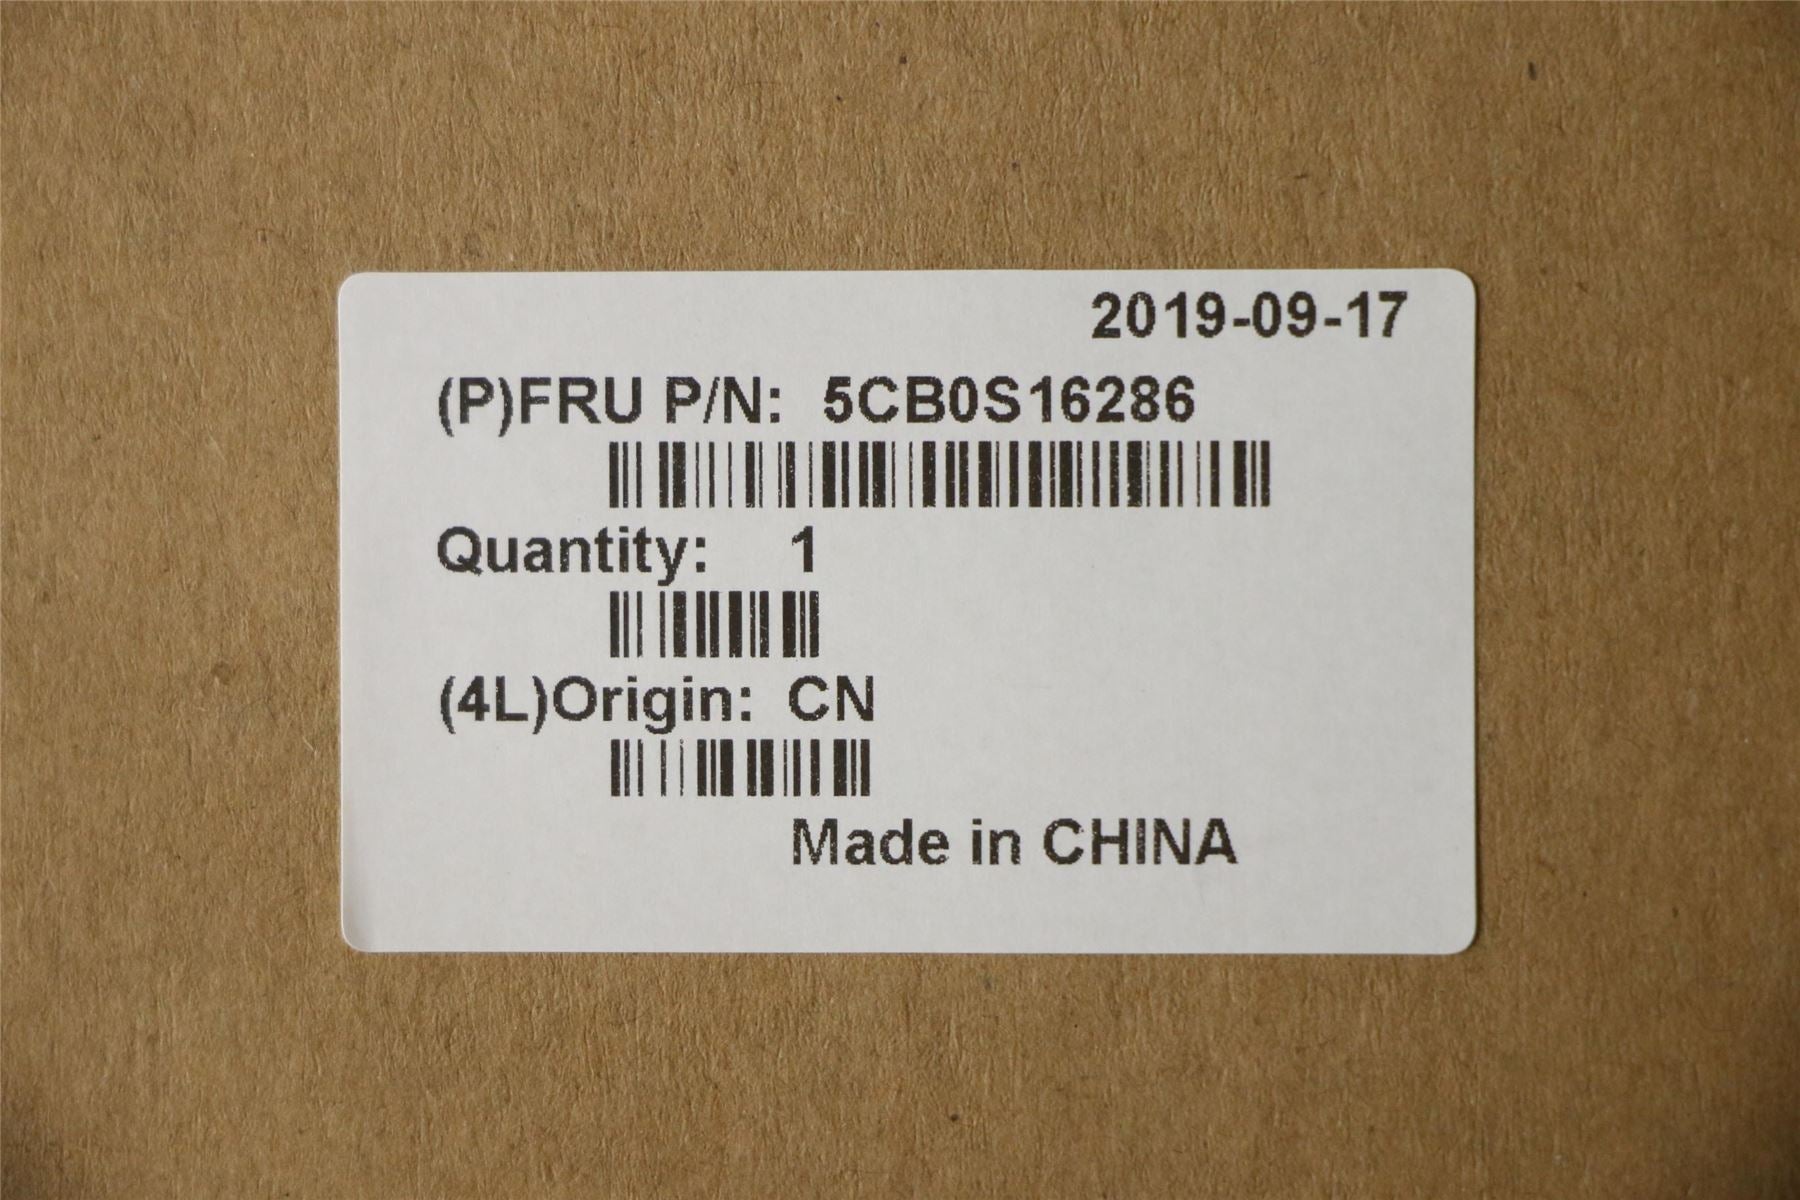 2019-09-17
(P)FRU P/N: 5CB0S16286
Quantity: 1
(4L)Origin: CN
Made in CHINA